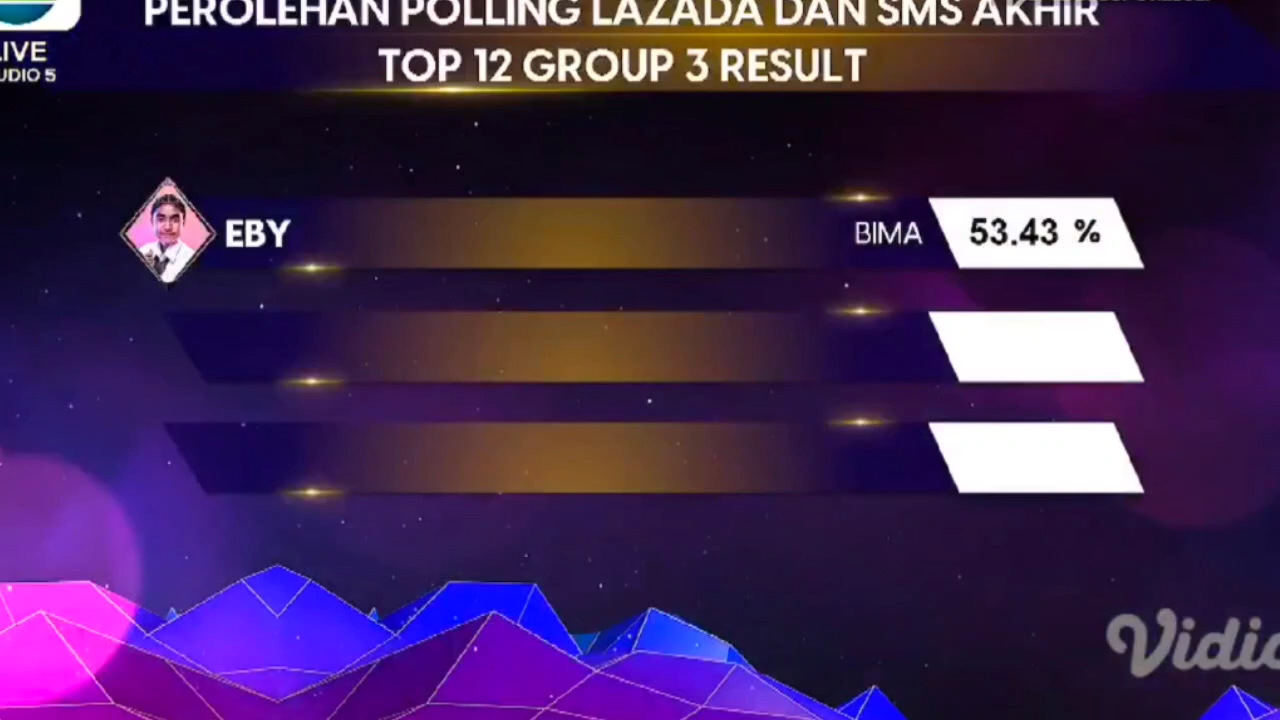 PEROLEHAN POLLING LAZADA DAN SMS AKHIR
TOP 12 GROUP 3 RESULT
LIVE
UDIO 5
EBY
BIMA
53.43 %
Vidio